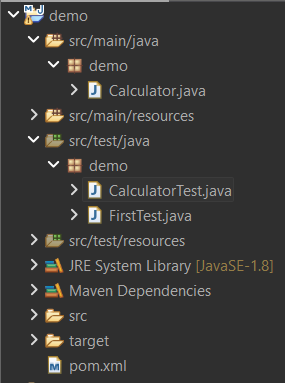 demo
src/main/java
demo
Calculator.java
src/main/resources
src/test/java
demo
CalculatorTest.java
FirstTest.java
src/test/resources
JRE System Library [JavaSE-1.8]
Maven Dependencies
src
target
pom.xml